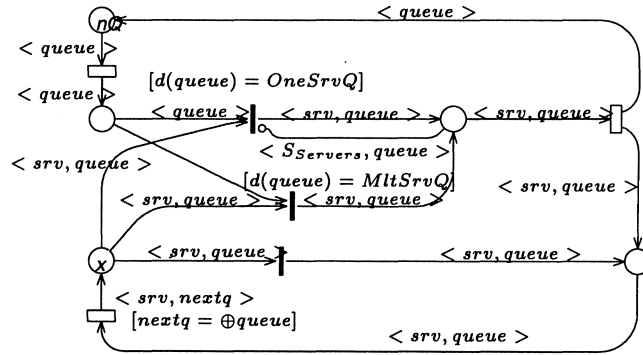 < queue >
nQ
< queue >
< queue >
[d(queue) = OneSrvQ]
< queue >
< srv, queue >
< srv, queue >
< S_Servers, queue >
< srv, queue >
[d(queue) = MltSrvQ]
< srv, queue >
< srv, queue >
< srv, queue >
x
< srv, queue >
< srv, queue >
< srv, nextq >
[nextq = ⊕queue]
< srv, queue >